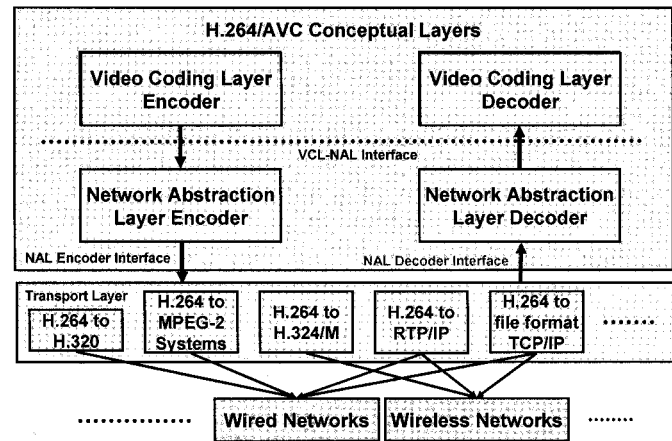 H.264/AVC Conceptual Layers
Video Coding Layer
Encoder
Video Coding Layer
Decoder
VCL-NAL Interface
Network Abstraction
Layer Encoder
Network Abstraction
Layer Decoder
NAL Encoder Interface
NAL Decoder Interface
Transport Layer
H.264 to
H.320
H.264 to
MPEG-2
Systems
H.264 to
H.324/M
H.264 to
RTP/IP
H.264 to
file format
TCP/IP
Wired Networks
Wireless Networks